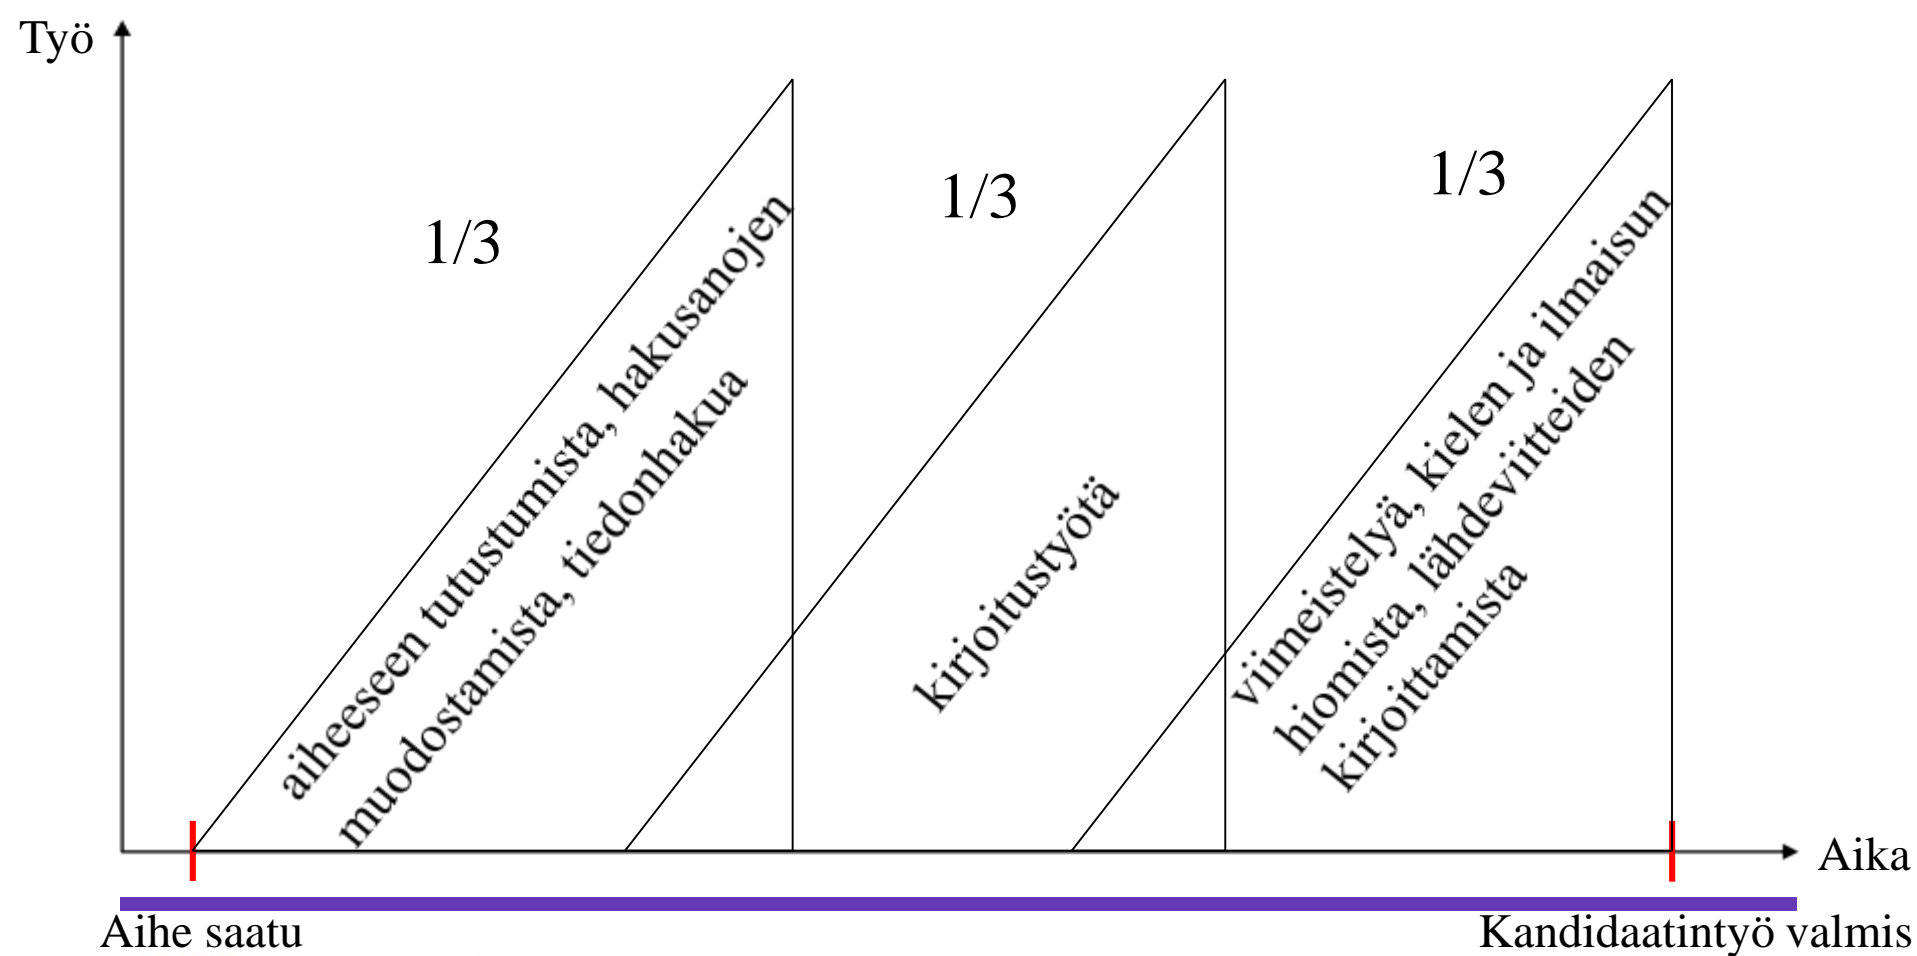 Työ
1/3
1/3
1/3
aiheeseen tutustumista, hakusanojen
muodostamista, tiedonhakua
kirjoitustyötä
viimeistelyä, kielen ja ilmaisun
hiomista, lähdeviitteiden
kirjoittamista
Aika
Aihe saatu
Kandidaatintyö valmis